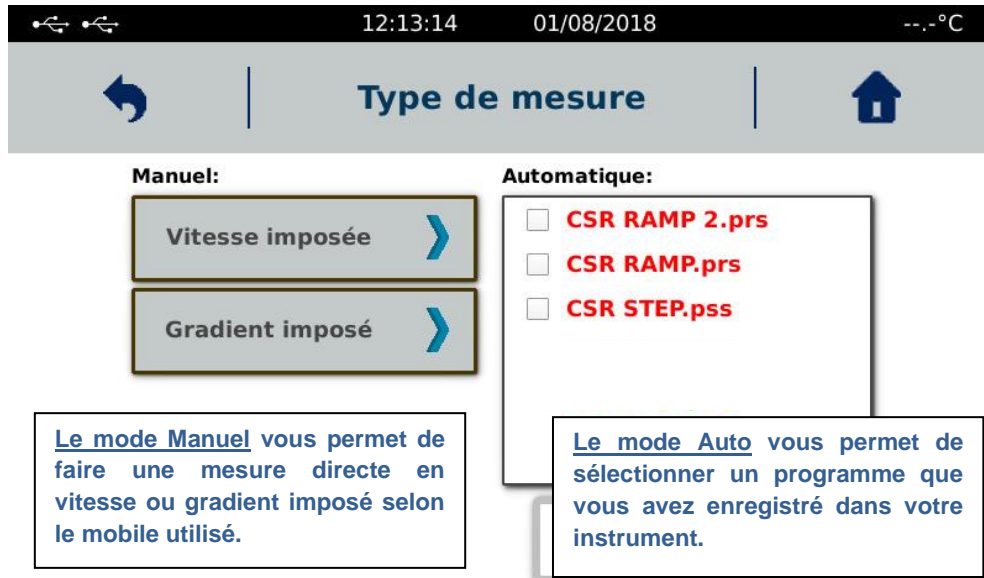 12:13:14 01/08/2018 --.-°C
Type de mesure
Manuel:
Vitesse imposée
Gradient imposé
Automatique:
CSR RAMP 2.prs
CSR RAMP.prs
CSR STEP.pss
Le mode Manuel vous permet de
faire une mesure directe en
vitesse ou gradient imposé selon
le mobile utilisé.
Le mode Auto vous permet de
sélectionner un programme que
vous avez enregistré dans votre
instrument.